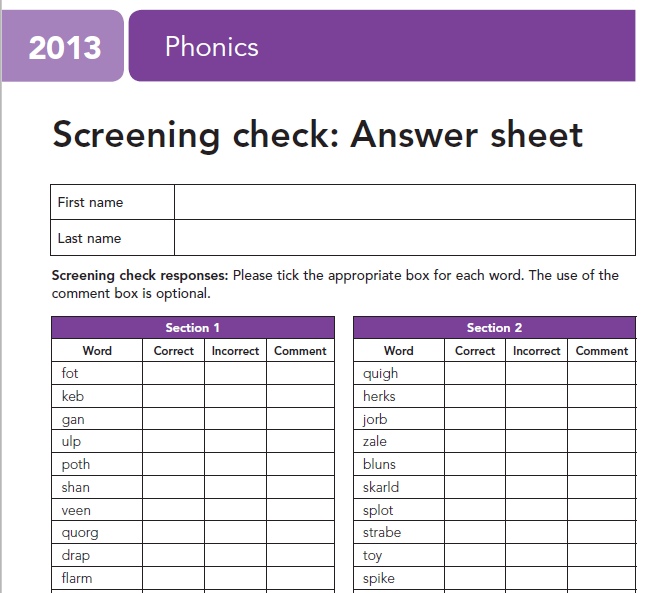 2013 Phonics
Screening check: Answer sheet
First name
Last name
Screening check responses: Please tick the appropriate box for each word. The use of the
comment box is optional.
Section 1
Word Correct Incorrect Comment
fot
keb
gan
ulp
poth
shan
veen
quorg
drap
flarm
Section 2
Word Correct Incorrect Comment
quigh
herks
jorb
zale
bluns
skarld
splot
strabe
toy
spike